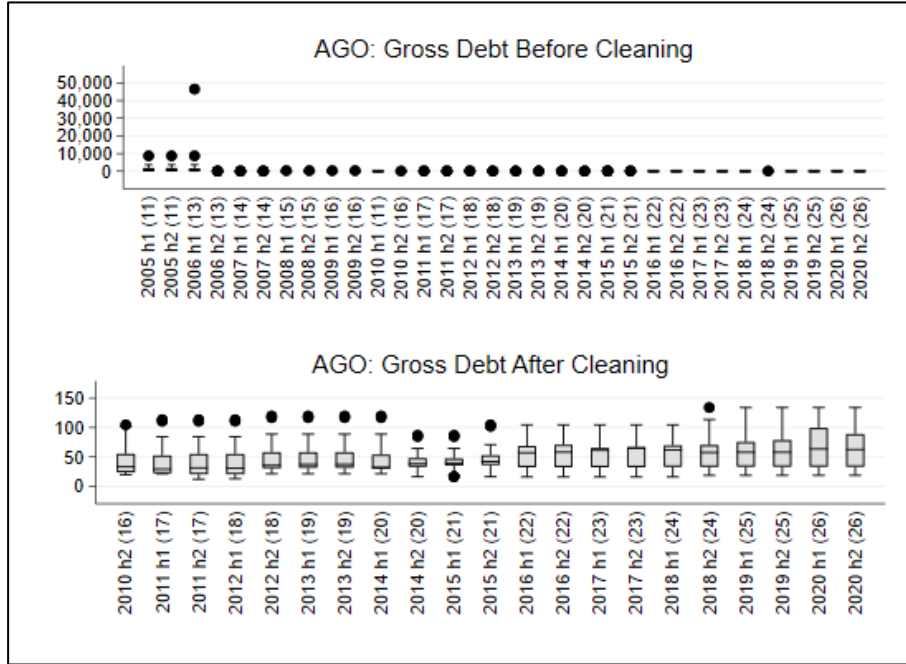 AGO: Gross Debt Before Cleaning
50,000
40,000
30,000
20,000
10,000
0
2005 h1 (11)
2005 h2 (11)
2006 h1 (13)
2006 h2 (13)
2007 h1 (14)
2007 h2 (14)
2008 h1 (15)
2008 h2 (15)
2009 h1 (16)
2009 h2 (16)
2010 h1 (11)
2010 h2 (16)
2011 h1 (17)
2011 h2 (17)
2012 h1 (18)
2012 h2 (18)
2013 h1 (19)
2013 h2 (19)
2014 h1 (20)
2014 h2 (20)
2015 h1 (21)
2015 h2 (21)
2016 h1 (22)
2016 h2 (22)
2017 h1 (23)
2017 h2 (23)
2018 h1 (24)
2018 h2 (24)
2019 h1 (25)
2019 h2 (25)
2020 h1 (26)
2020 h2 (26)
AGO: Gross Debt After Cleaning
150
100
50
0
2010 h2 (16)
2011 h1 (17)
2011 h2 (17)
2012 h1 (18)
2012 h2 (18)
2013 h1 (19)
2013 h2 (19)
2014 h1 (20)
2014 h2 (20)
2015 h1 (21)
2015 h2 (21)
2016 h1 (22)
2016 h2 (22)
2017 h1 (23)
2017 h2 (23)
2018 h1 (24)
2018 h2 (24)
2019 h1 (25)
2019 h2 (25)
2020 h1 (26)
2020 h2 (26)